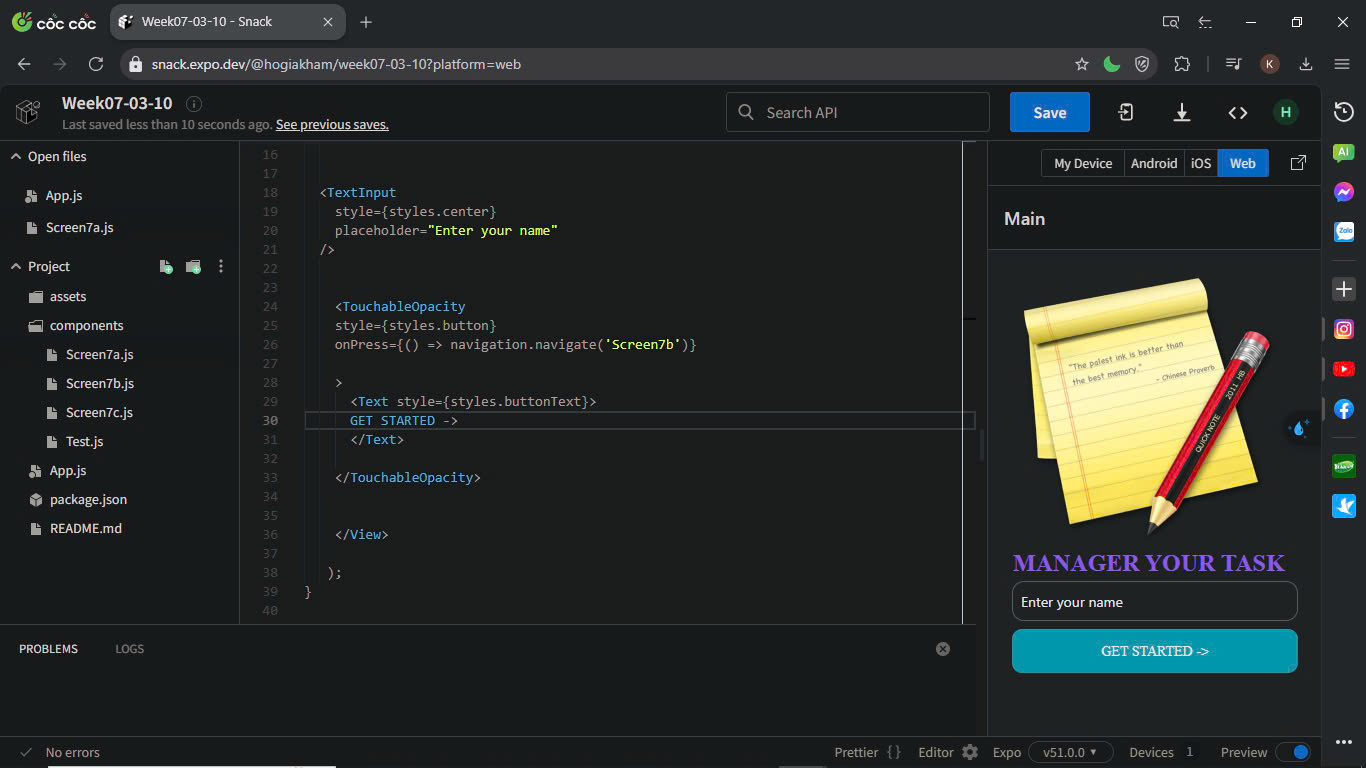 cốc cốc
Week07-03-10 - Snack
snack.expo.dev/@hogiakham/week07-03-10?platform=web
K
Week07-03-10
Last saved less than 10 seconds ago. See previous saves.
Search API
Save
H
Open files
App.js
Screen7a.js
Project
assets
components
Screen7a.js
Screen7b.js
Screen7c.js
Test.js
App.js
package.json
README.md
16
17
18 <TextInput
19 style={styles.center}
20 placeholder="Enter your name"
21 />
22
23
24 <TouchableOpacity
25 style={styles.button}
26 onPress={() => navigation.navigate('Screen7b')}
27
28 >
29 <Text style={styles.buttonText}>
30 GET STARTED ->
31 </Text>
32
33 </TouchableOpacity>
34
35
36 </View>
37
38 );
39 }
40
PROBLEMS LOGS
My Device Android iOS Web
Main
"The palest ink is better than
the best memory."
- Chinese Proverb
2011 HB
QUICK NOTE
MANAGER YOUR TASK
Enter your name
GET STARTED ->
No errors
Prettier { } Editor Expo v51.0.0 Devices 1 Preview
AI
Zalo